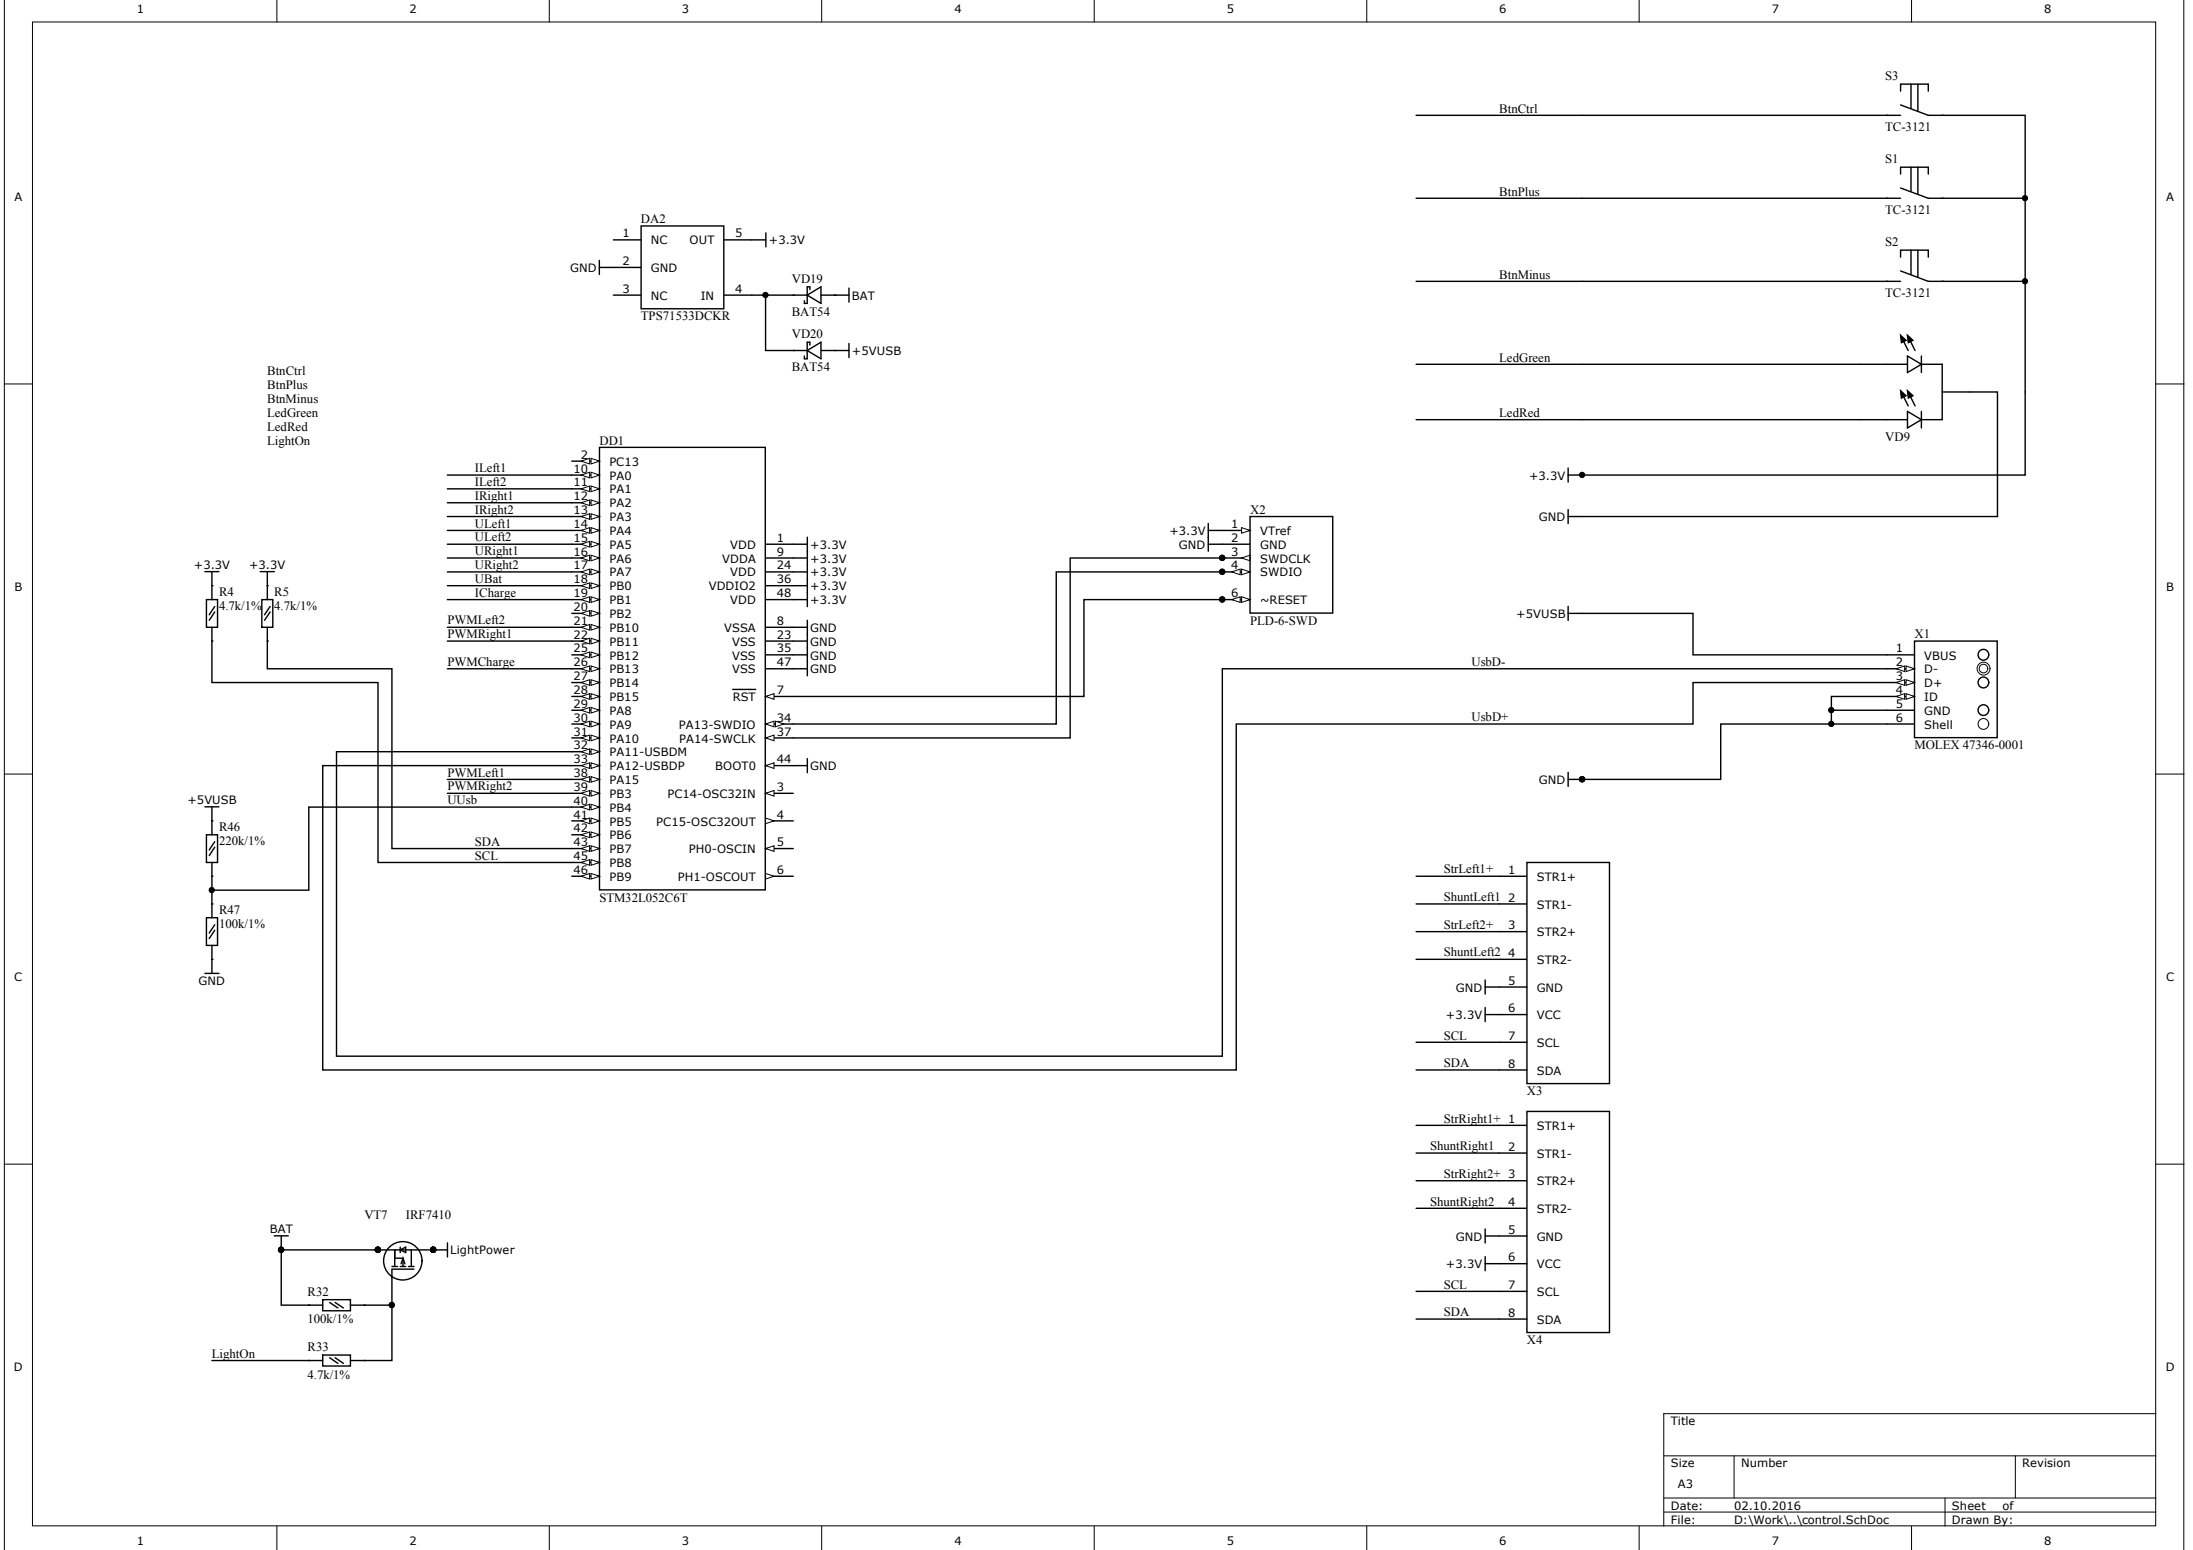 1 2 3 4 5 6 7 8
A
A
B
B
C
C
D
D
S3
BtnCtrl
TC-3121
S1
BtnPlus
TC-3121
S2
BtnMinus
TC-3121
LedGreen
LedRed
VD9
+3.3V
GND
DA2
1 NC OUT 5 +3.3V
GND 2 GND
3 NC IN 4
TPS71533DCKR
VD19
BAT
BAT54
VD20
+5VUSB
BAT54
BtnCtrl
BtnPlus
BtnMinus
LedGreen
LedRed
LightOn
DD1
2 PC13
ILeft1 10 PA0
ILeft2 11 PA1
IRight1 12 PA2
IRight2 13 PA3
ULeft1 14 PA4
ULeft2 15 PA5
URight1 16 PA6
URight2 17 PA7
UBat 18 PB0
ICharge 19 PB1
20 PB2
PWMLeft2 21 PB10
PWMRight1 22 PB11
25 PB12
PWMCharge 26 PB13
27 PB14
28 PB15
29 PA8
30 PA9
31 PA10
32 PA11-USBDM
33 PA12-USBDP
PWMLeft1 38 PA15
PWMRight2 39 PB3
UUsb 40 PB4
41 PB5
42 PB6
SDA 43 PB7
SCL 45 PB8
46 PB9
VDD 1 +3.3V
VDDA 9 +3.3V
VDD 24 +3.3V
VDDIO2 36 +3.3V
VDD 48 +3.3V
VSSA 8 GND
VSS 23 GND
VSS 35 GND
VSS 47 GND
RST 7
PA13-SWDIO 34
PA14-SWCLK 37
BOOT0 44 GND
PC14-OSC32IN 3
PC15-OSC32OUT 4
PH0-OSCIN 5
PH1-OSCOUT 6
STM32L052C6T
X2
+3.3V 1 VTref
GND 2 GND
3 SWDCLK
4 SWDIO
6 ~RESET
PLD-6-SWD
+3.3V +3.3V
R4 R5
4.7k/1% 4.7k/1%
+5VUSB
R46
220k/1%
R47
100k/1%
GND
+5VUSB
X1
1 VBUS
UsbD- 2 D-
3 D+
4 ID
5 GND
UsbD+ 6 Shell
MOLEX 47346-0001
GND
StrLeft1+ 1 STR1+
ShuntLeft1 2 STR1-
StrLeft2+ 3 STR2+
ShuntLeft2 4 STR2-
GND 5 GND
+3.3V 6 VCC
SCL 7 SCL
SDA 8 SDA
X3
StrRight1+ 1 STR1+
ShuntRight1 2 STR1-
StrRight2+ 3 STR2+
ShuntRight2 4 STR2-
GND 5 GND
+3.3V 6 VCC
SCL 7 SCL
SDA 8 SDA
X4
VT7 IRF7410
BAT
LightPower
R32
100k/1%
R33
LightOn
4.7k/1%
Title
Size Number Revision
A3
Date: 02.10.2016 Sheet of
File: D:\Work\..\control.SchDoc Drawn By:
1 2 3 4 5 6 7 8